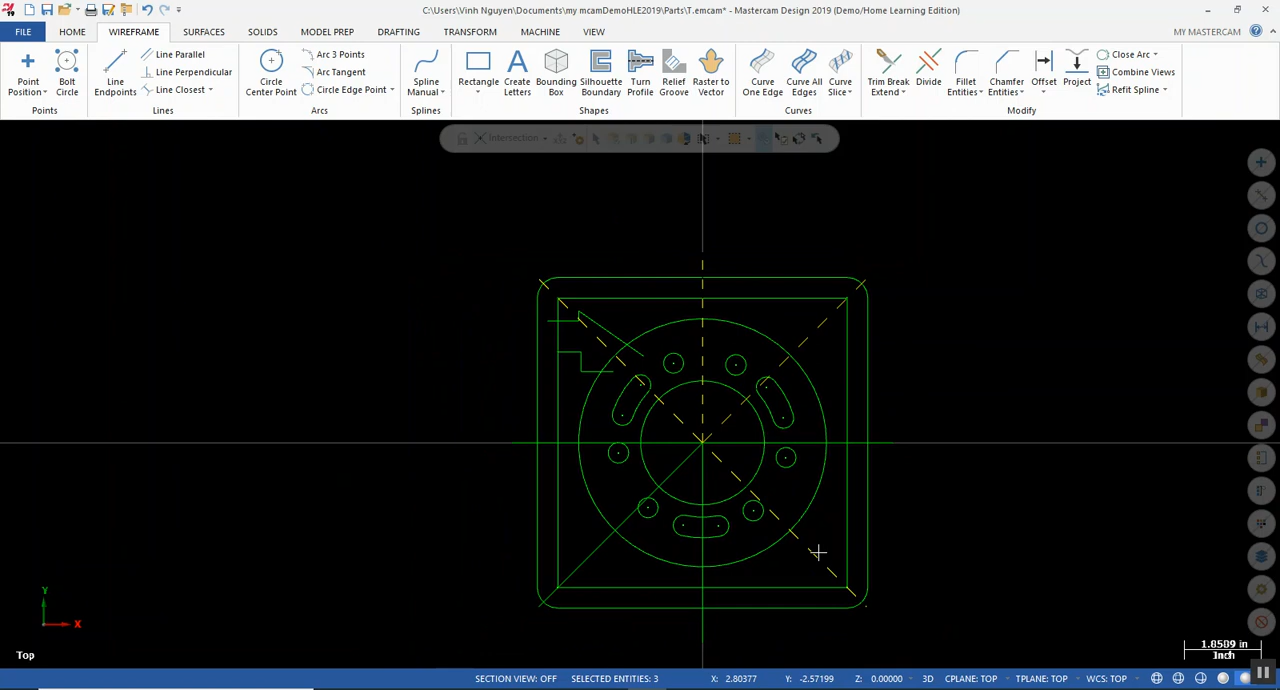 C:\Users\Vinh Nguyen\Documents\my mcamDemoHLE2019\Parts\T.emcam* - Mastercam Design 2019 (Demo/Home Learning Edition)
FILE HOME WIREFRAME SURFACES SOLIDS MODEL PREP DRAFTING TRANSFORM MACHINE VIEW MY MASTERCAM
Point Position
Bolt Circle
Points
Line Endpoints
Line Parallel
Line Perpendicular
Line Closest
Lines
Circle Center Point
Arc 3 Points
Arc Tangent
Circle Edge Point
Arcs
Spline Manual
Splines
Rectangle
Create Letters
Bounding Box
Silhouette Boundary
Turn Profile
Relief Groove
Raster to Vector
Shapes
Curve One Edge
Curve All Edges
Curve Slice
Curves
Trim Break Extend
Divide
Fillet Entities
Chamfer Entities
Offset
Project
Close Arc
Combine Views
Refit Spline
Modify
Intersection
Y
X
Top
1.8509 in
Inch
SECTION VIEW: OFF SELECTED ENTITIES: 3 X: 2.80377 Y: -2.57199 Z: 0.00000 3D CPLANE: TOP TPLANE: TOP WCS: TOP